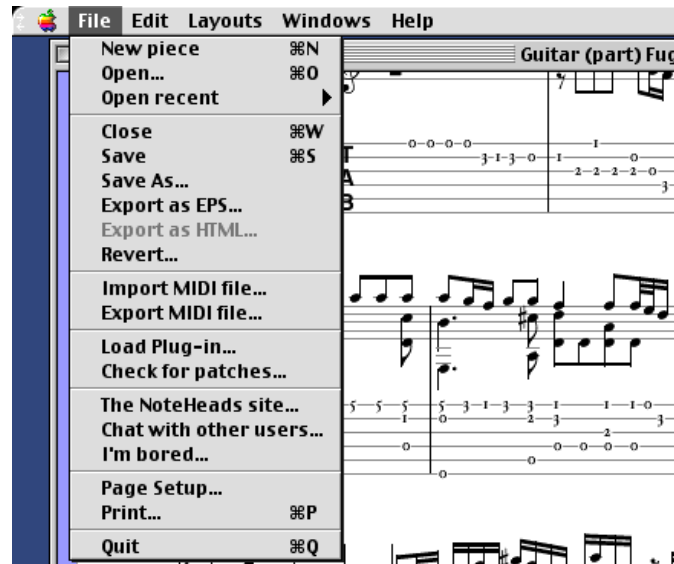 File Edit Layouts Windows Help
Guitar (part) Fug
New piece ⌘N
Open... ⌘O
Open recent
Close ⌘W
Save ⌘S
Save As...
Export as EPS...
Export as HTML...
Revert...
Import MIDI file...
Export MIDI file...
Load Plug-in...
Check for patches...
The NoteHeads site...
Chat with other users...
I'm bored...
Page Setup...
Print... ⌘P
Quit ⌘Q
T
A
B